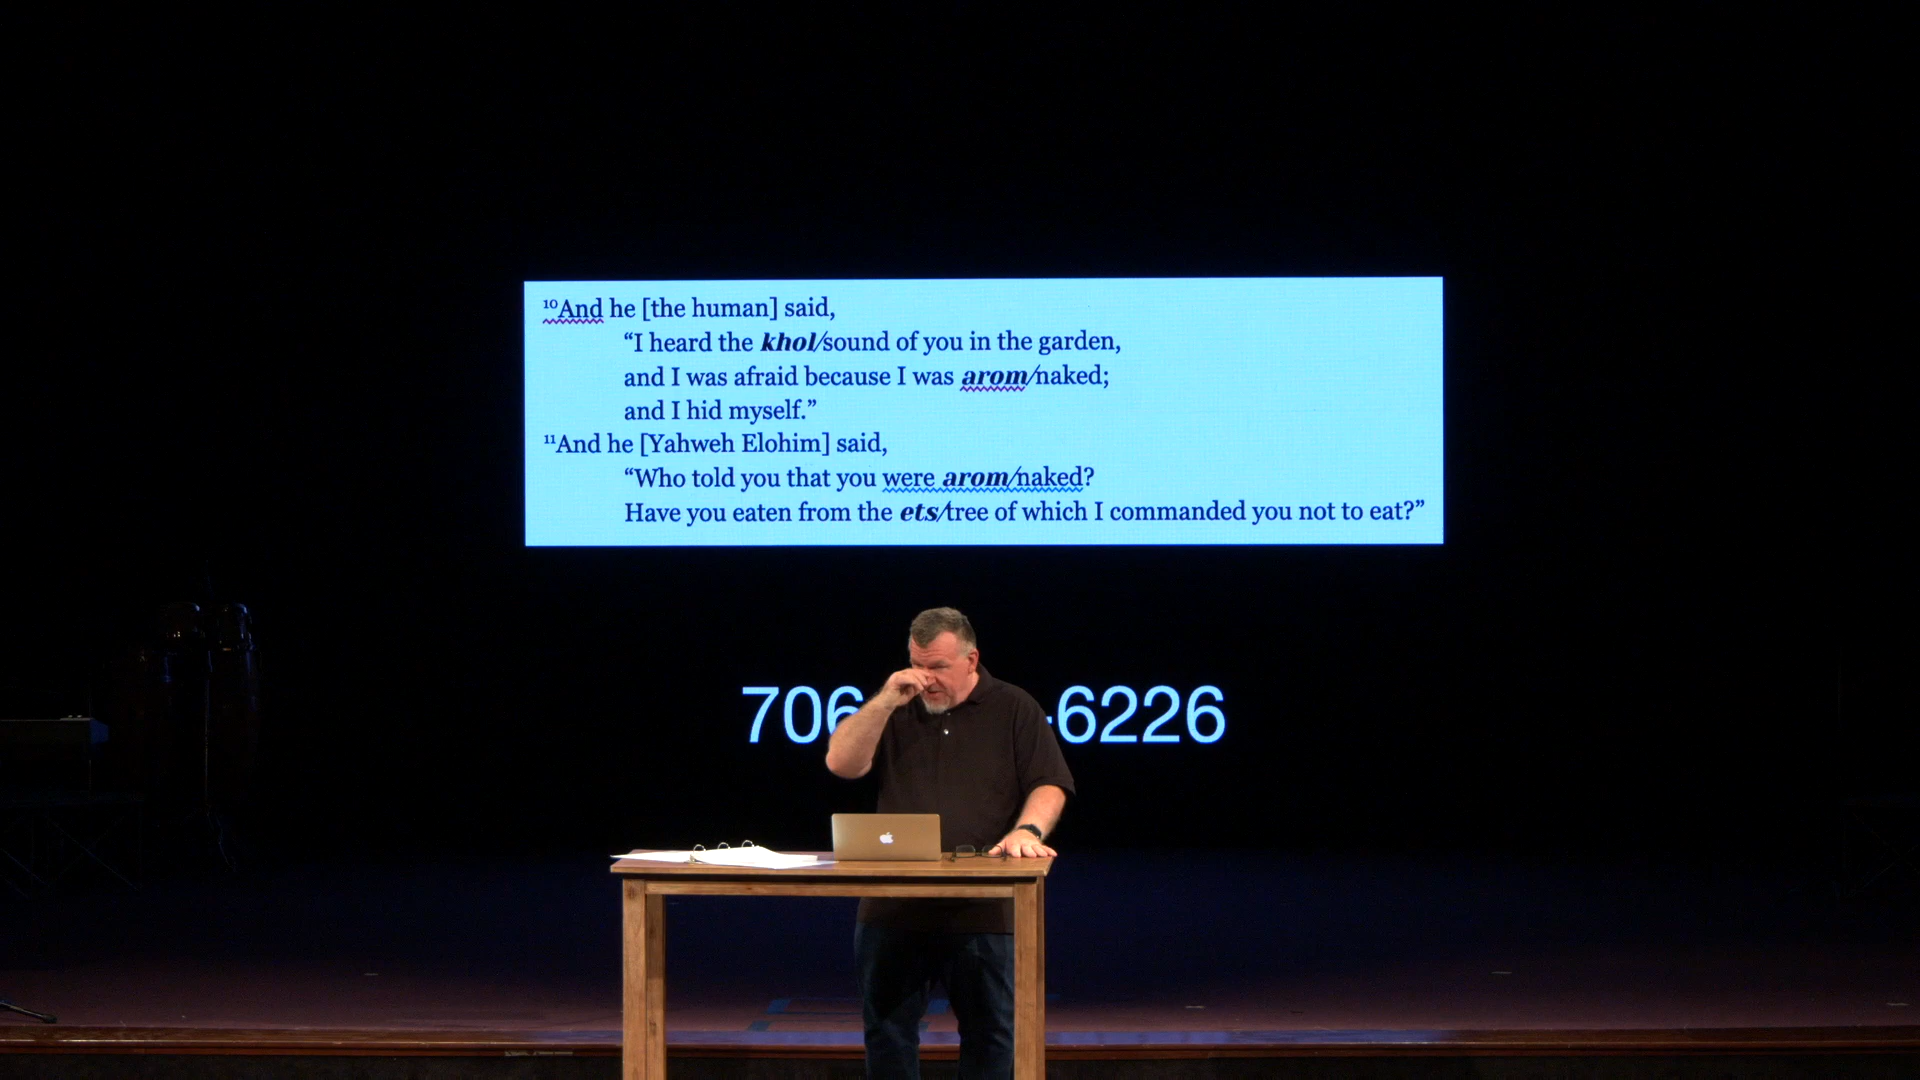 ¹⁰And he [the human] said,
“I heard the khol/sound of you in the garden,
and I was afraid because I was arom/naked;
and I hid myself.”
¹¹And he [Yahweh Elohim] said,
“Who told you that you were arom/naked?
Have you eaten from the ets/tree of which I commanded you not to eat?”
706 -6226